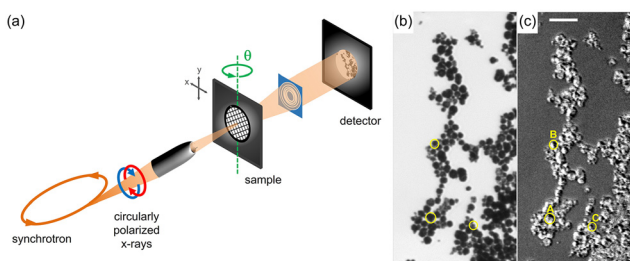 (a)
θ
y
x
detector
sample
circularly
polarized
x-rays
synchrotron
(b)
(c)
B
A
C